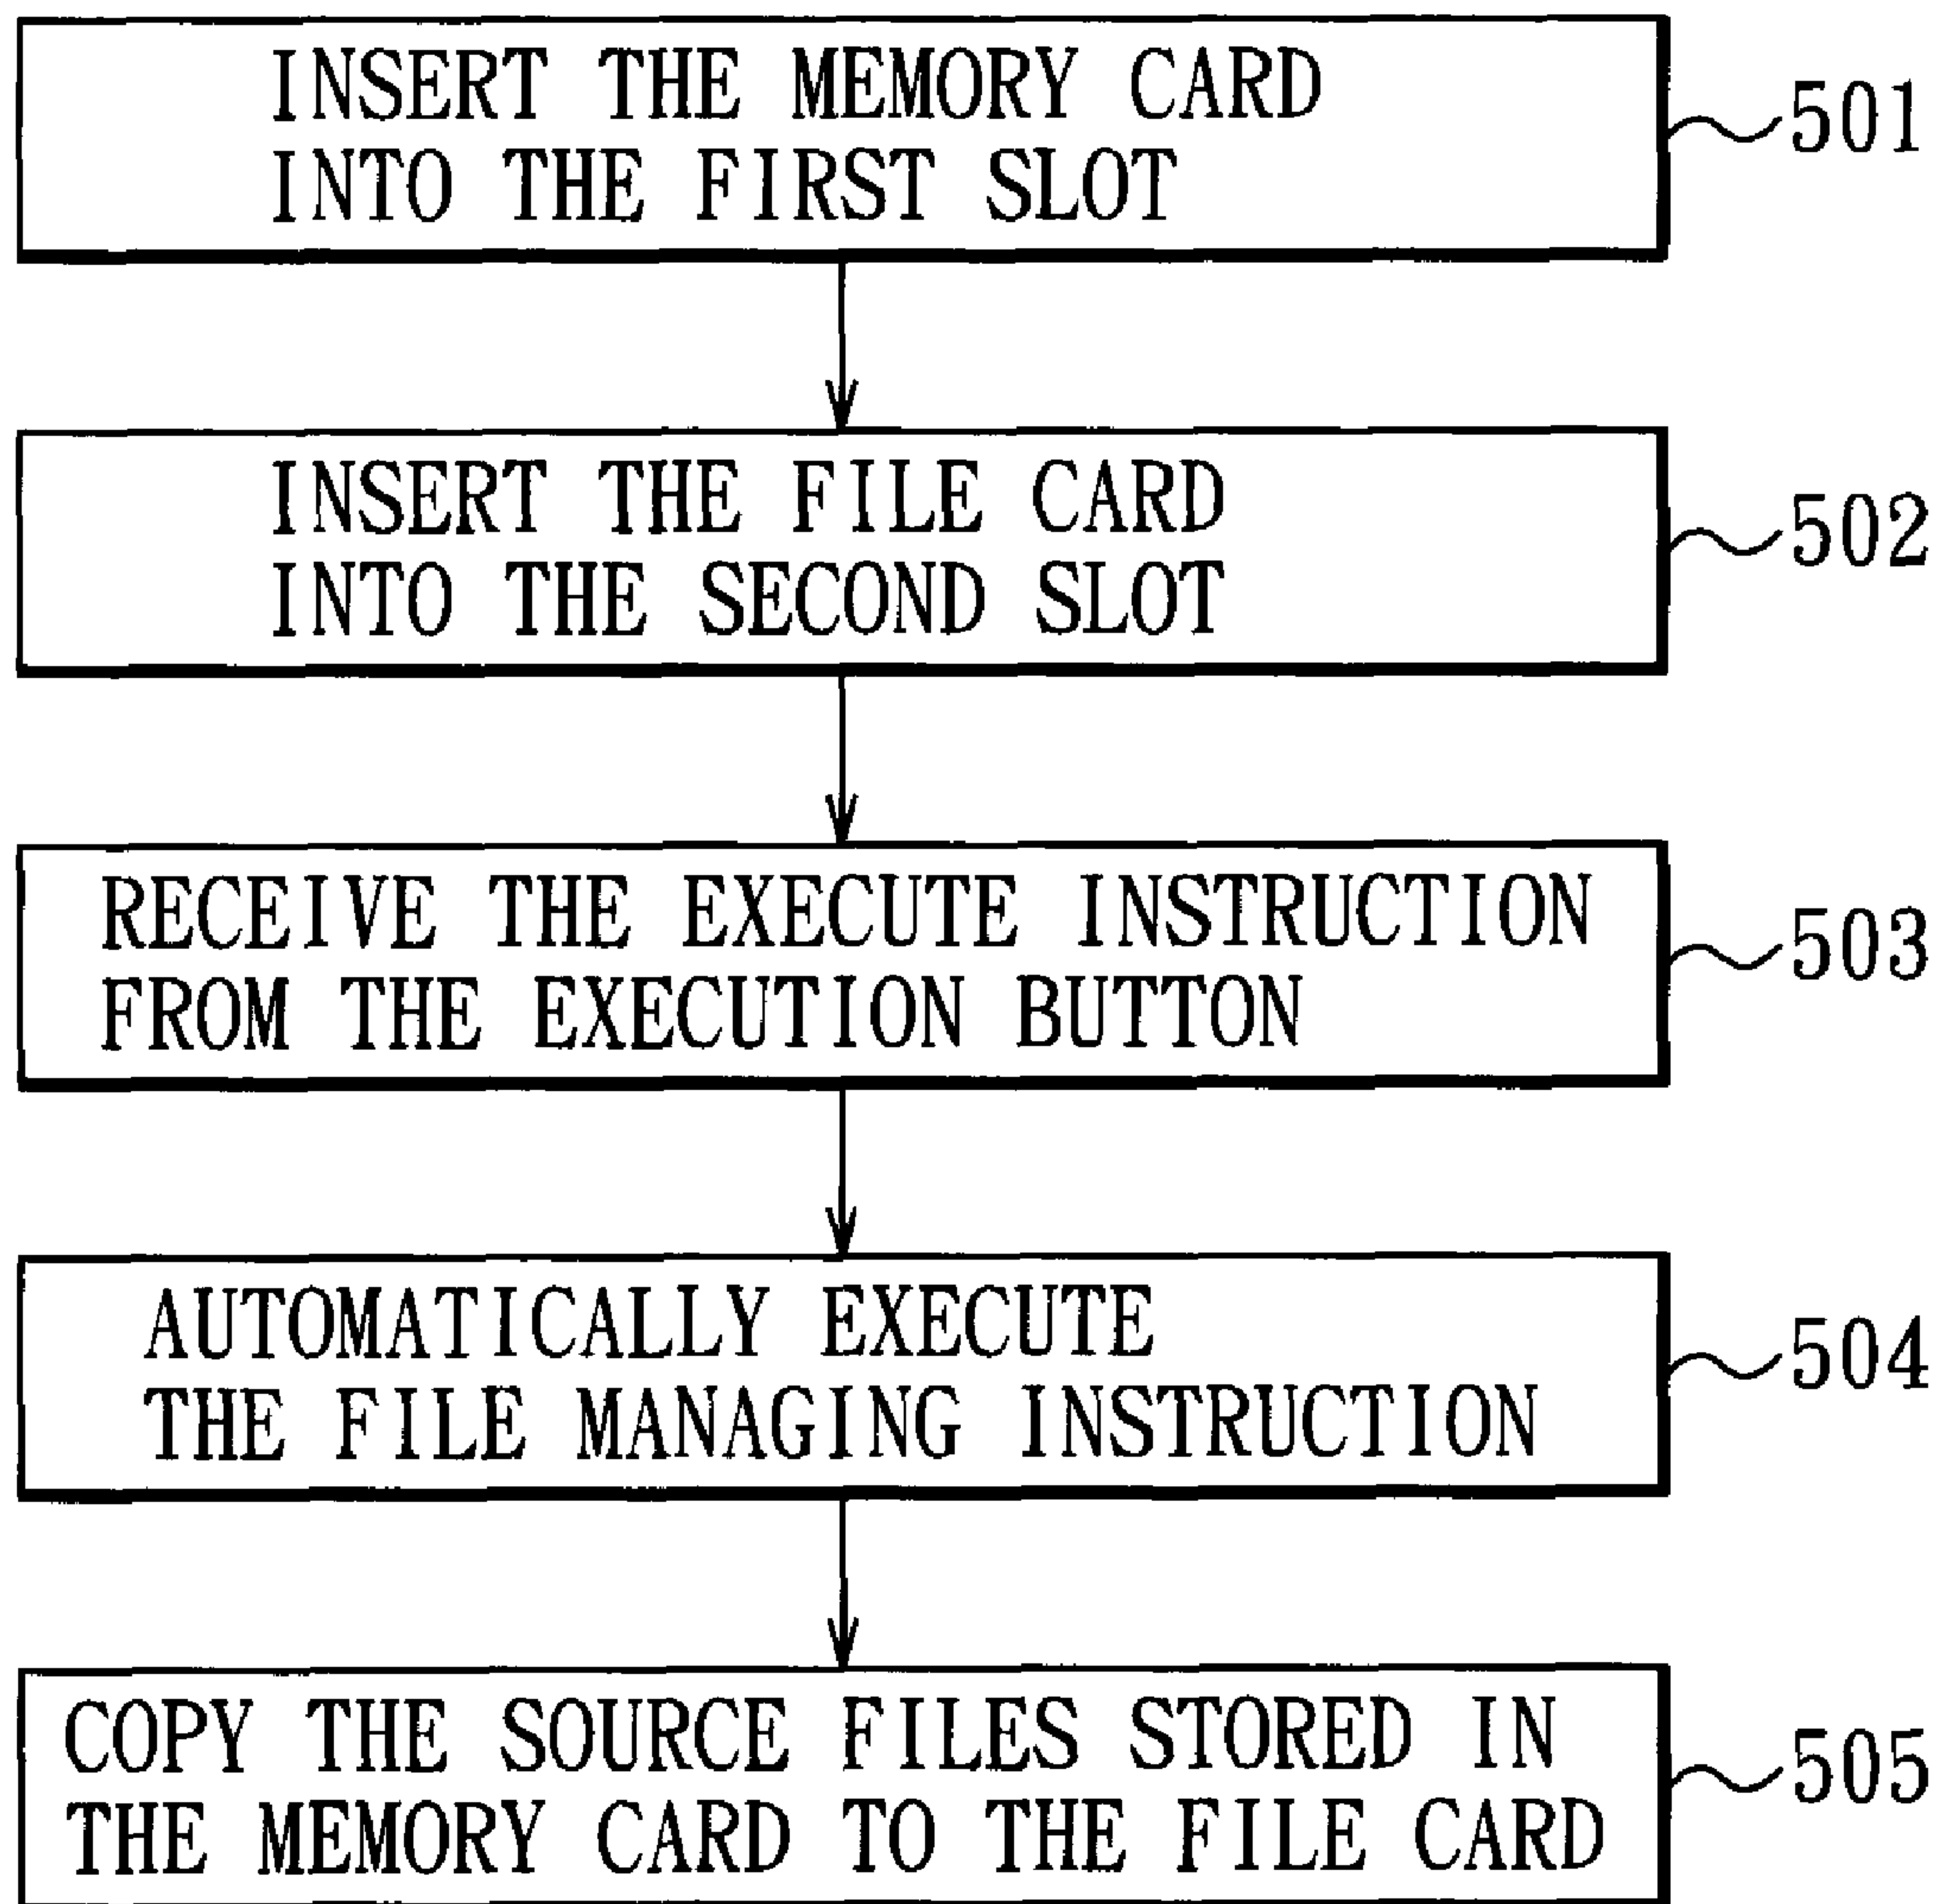 INSERT THE MEMORY CARD
INTO THE FIRST SLOT
501
INSERT THE FILE CARD
INTO THE SECOND SLOT
502
RECEIVE THE EXECUTE INSTRUCTION
FROM THE EXECUTION BUTTON
503
AUTOMATICALLY EXECUTE
THE FILE MANAGING INSTRUCTION
504
COPY THE SOURCE FILES STORED IN
THE MEMORY CARD TO THE FILE CARD
505